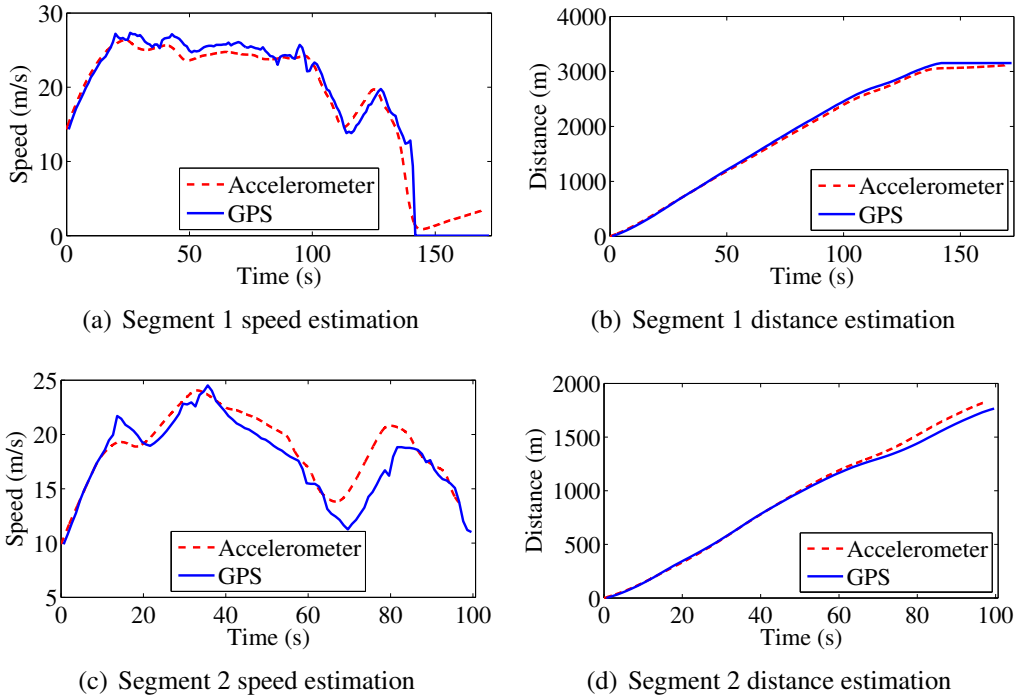 30
20
10
0
Speed (m/s)
Accelerometer
GPS
0 50 100 150
Time (s)
(a) Segment 1 speed estimation
4000
3000
2000
1000
0
Distance (m)
Accelerometer
GPS
0 50 100 150
Time (s)
(b) Segment 1 distance estimation
25
20
15
10
5
Speed (m/s)
Accelerometer
GPS
0 20 40 60 80 100
Time (s)
(c) Segment 2 speed estimation
2000
1500
1000
500
0
Distance (m)
Accelerometer
GPS
0 20 40 60 80 100
Time (s)
(d) Segment 2 distance estimation